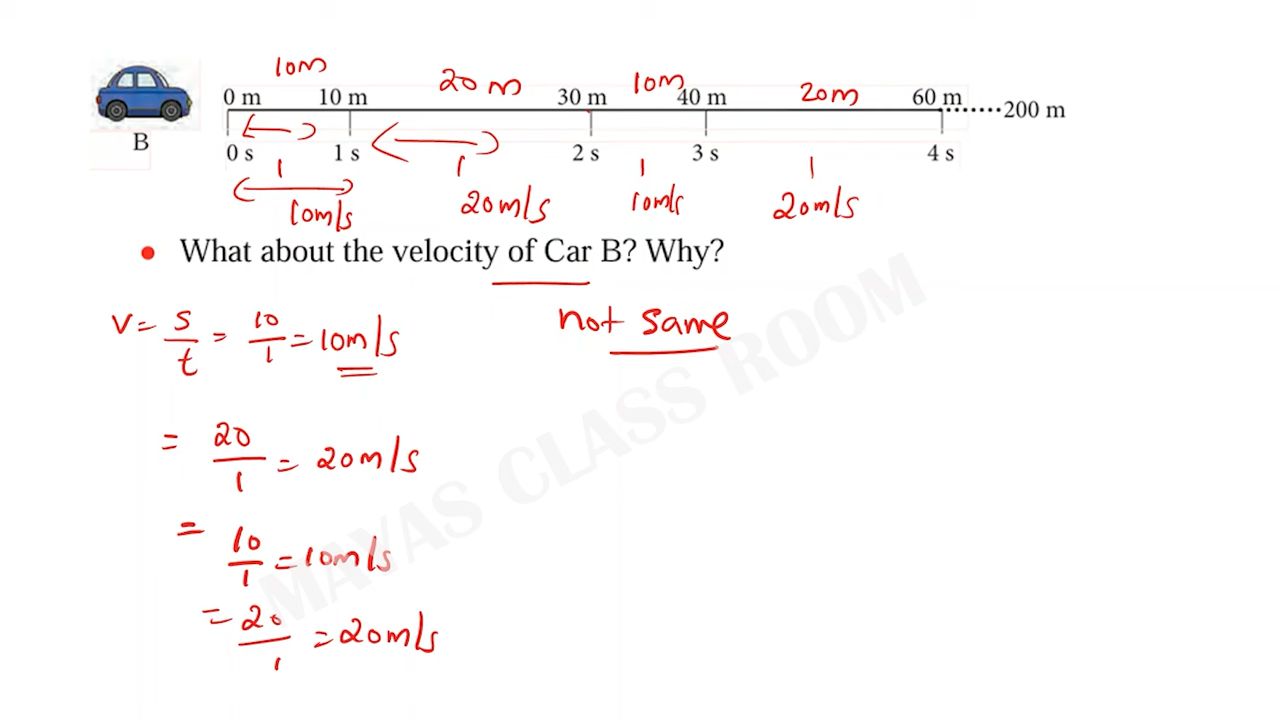 10m 20 m 10m 20m
0 m 10 m 30 m 40 m 60 m ........200 m
B
0 s 1 s 2 s 3 s 4 s
1 1 1 1
10m/s 20m/s 10m/s 20m/s
• What about the velocity of Car B? Why?
v = s/t = 10/1 = 10m/s
not same
= 20/1 = 20m/s
= 10/1 = 10m/s
= 20/1 = 20m/s
MAYAS CLASS ROOM